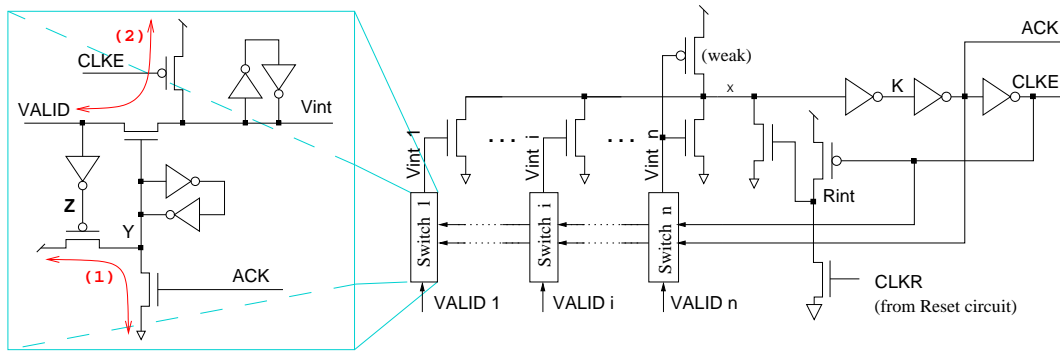 (2)
CLKE
VALID
Vint
Z
Y
(1)
ACK
Vint 1
Switch 1
VALID 1
. . .
Vint i
Switch i
VALID i
. . .
Vint n
Switch n
VALID n
(weak)
x
K
ACK
CLKE
Rint
CLKR
(from Reset circuit)